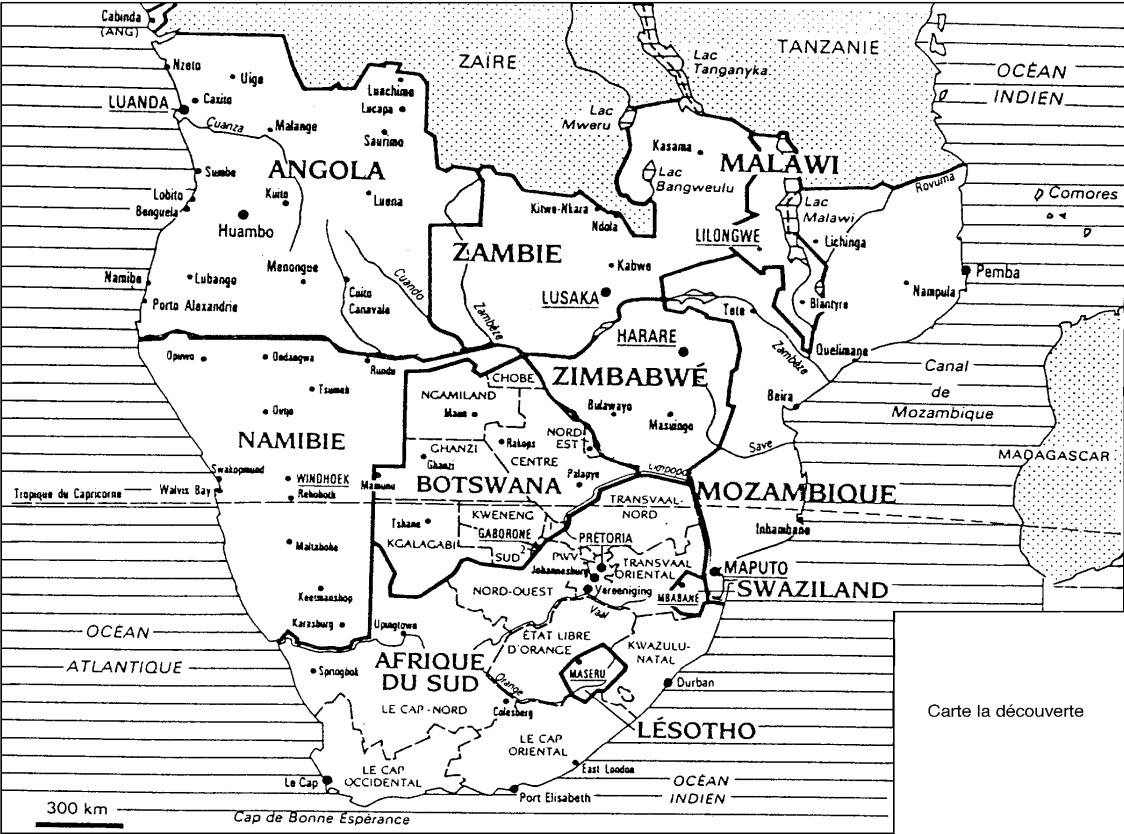 Cabinda
(ANG)
ZAIRE
TANZANIE
Lac
Tanganyka
OCÉAN
INDIEN
Nzeto
Uige
Luachimo
Lucapa
LUANDA
Caxito
Cuanza
Malange
Saurimo
Lac
Mweru
Kasama
MALAWI
Lac
Bangweulu
ANGOLA
Sumbe
Lobito
Benguela
Kuito
Luena
Huambo
Kitwe-Nkara
Ndola
Rovuma
Comores
Lac
Malawi
LILONGWE
Lichinga
ZAMBIE
Kabwe
Pemba
Namibe
Lubango
Menongue
Cuito
Canavale
Cuando
Zambèze
LUSAKA
Nampula
Porto Alexandrie
Blantyre
Tete
HARARE
Zambèze
Quelimane
Opuwo
Ondangwa
Rundu
CHOBE
ZIMBABWÉ
Canal
de
Mozambique
Tsumeb
NGAMILAND
Maun
Bulawayo
Masvingo
Beira
Ovijo
NAMIBIE
GHANZI
Ghanzi
Rakops
NORD
EST
CENTRE
Palapye
Save
MADAGASCAR
Swakopmund
WINDHOEK
Mamuno
BOTSWANA
Limpopo
MOZAMBIQUE
Tropique du Capricorne
Walvis Bay
Rehoboth
TRANSVAAL-
NORD
Tshane
KWENENG
GABORONE
KGALAGABI
SUD
2
PRÉTORIA
Inhambane
Maltahohe
PWV
Johannesburg
TRANSVAAL
ORIENTAL
MAPUTO
Keetmanshop
NORD-OUEST
Vereeniging
MBABANE
SWAZILAND
Vaal
Karasburg
Upingtown
OCÉAN
ATLANTIQUE
ÉTAT LIBRE
D'ORANGE
KWAZULU-
NATAL
AFRIQUE
DU SUD
Springbok
MASERU
Orange
Durban
LE CAP-NORD
Colesberg
LÉSOTHO
Carte la découverte
LE CAP
ORIENTAL
Le Cap
LE CAP
OCCIDENTAL
East London
Port Elisabeth
OCÉAN
INDIEN
300 km
Cap de Bonne Espérance